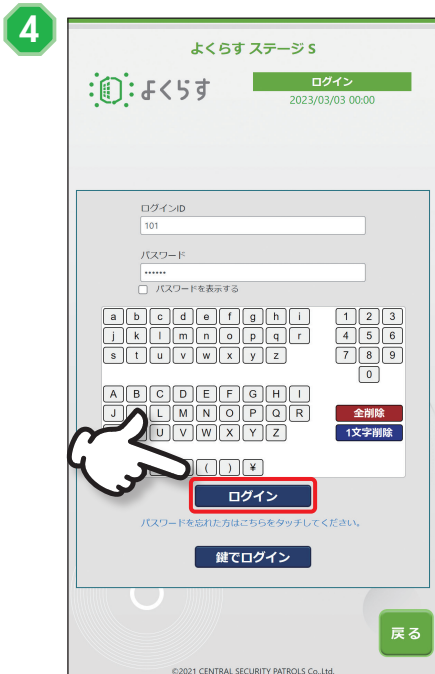 4
よくらす ステージ S
よくらす
ログイン
2023/03/03 00:00
ログインID
101
パスワード
••••••
パスワードを表示する
a b c d e f g h i 1 2 3
j k l m n o p q r 4 5 6
s t u v w x y z 7 8 9
0
A B C D E F G H I
J L M N O P Q R 全削除
U V W X Y Z 1文字削除
( ) ¥
ログイン
パスワードを忘れた方はこちらをタッチしてください。
鍵でログイン
戻る
©2021 CENTRAL SECURITY PATROLS Co.,Ltd.